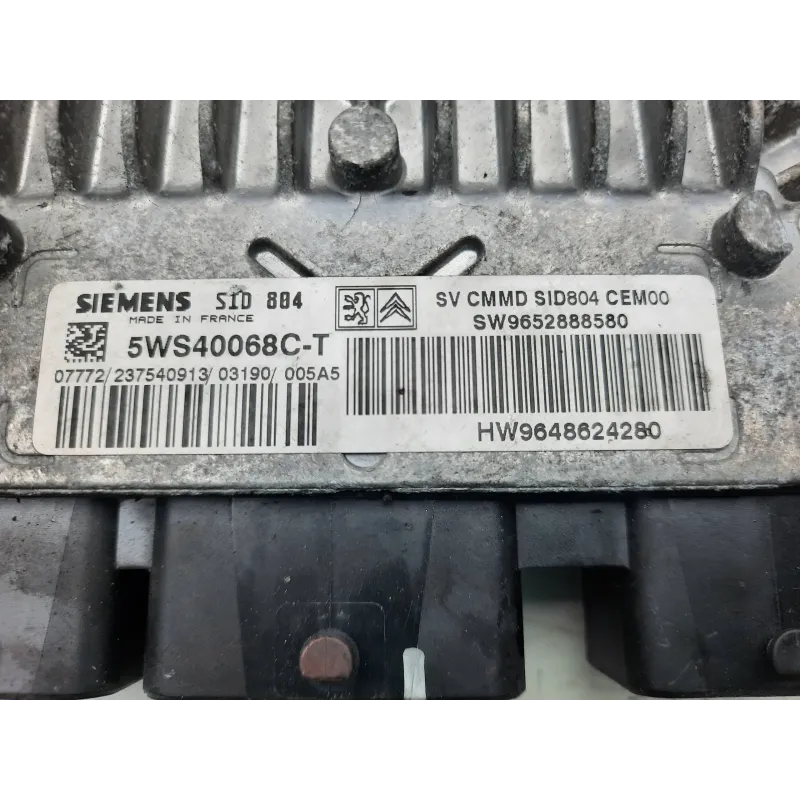 SIEMENS SID 804
MADE IN FRANCE
5WS40068C-T
07772/237540913/03190/005A5
SV CMMD SID804 CEM00
SW9652888580
HW9648624280